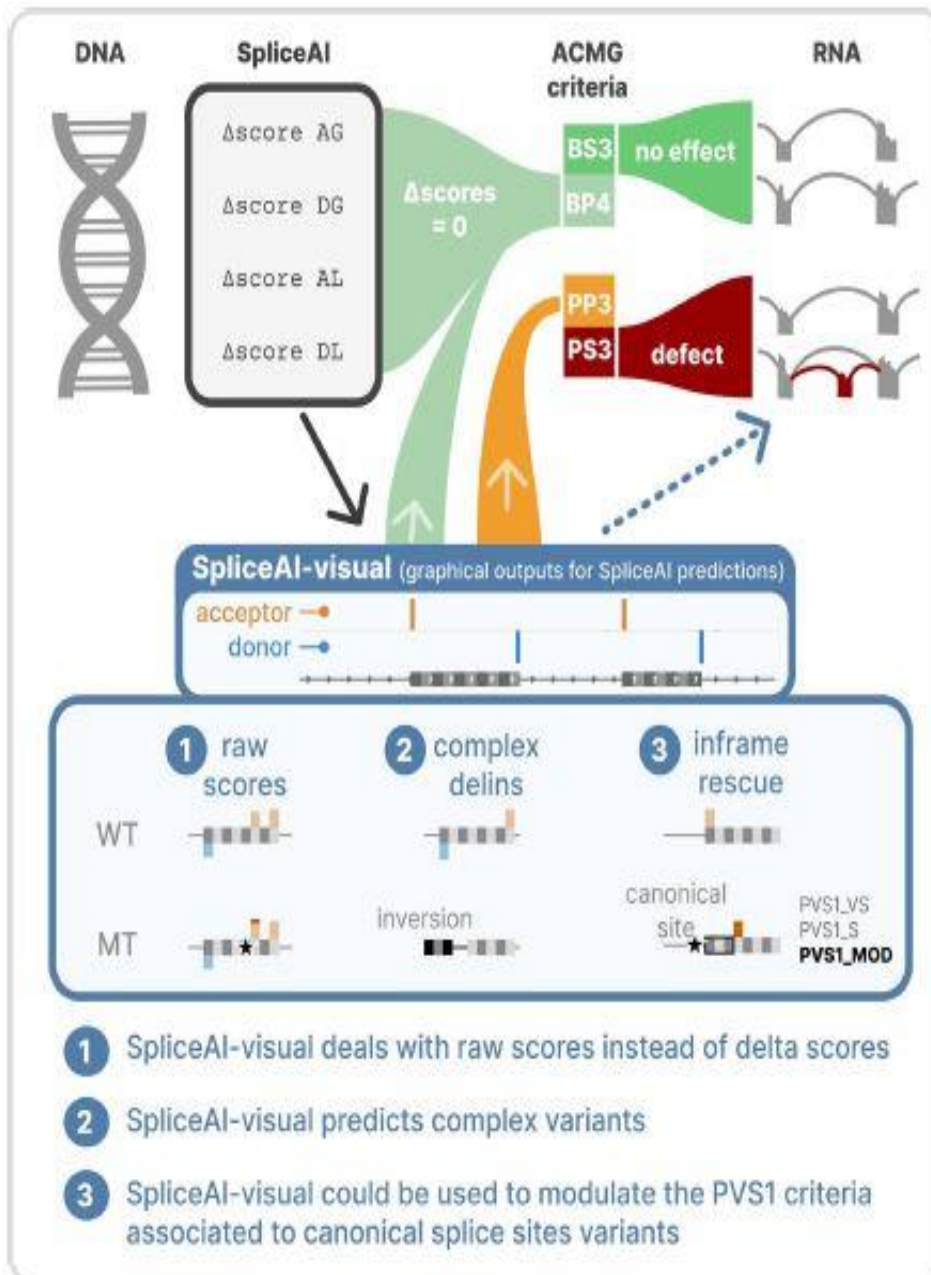 DNA
SpliceAI
ACMG
criteria
RNA
Δscore AG
Δscore DG
Δscore AL
Δscore DL
Δscores
= 0
BS3
no effect
BP4
PP3
PS3
defect
SpliceAI-visual (graphical outputs for SpliceAI predictions)
acceptor
donor
1 raw
scores
2 complex
delins
3 inframe
rescue
WT
MT
inversion
canonical
site
PVS1_VS
PVS1_S
PVS1_MOD
1 SpliceAI-visual deals with raw scores instead of delta scores
2 SpliceAI-visual predicts complex variants
3 SpliceAI-visual could be used to modulate the PVS1 criteria
associated to canonical splice sites variants